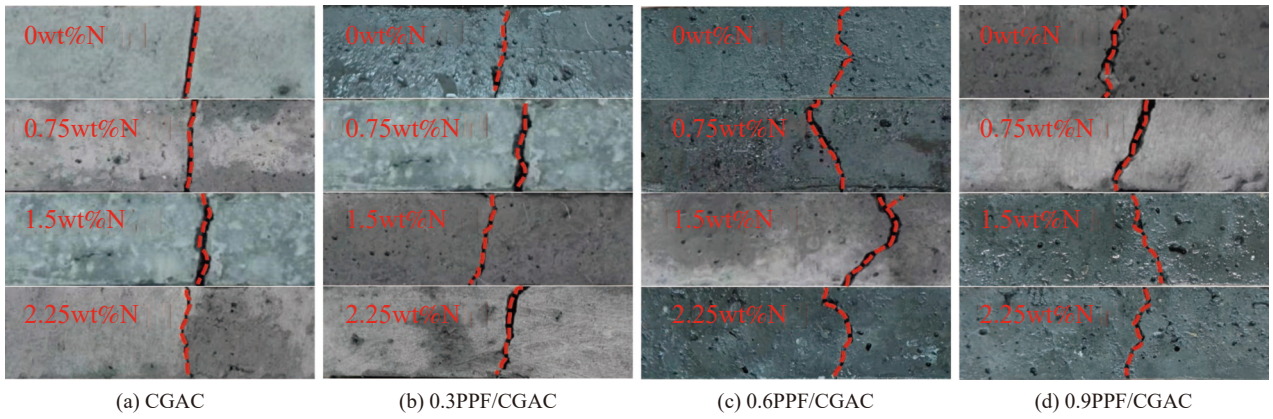 0wt%N
0wt%N
0wt%N
0wt%N
0.75wt%N
0.75wt%N
0.75wt%N
0.75wt%N
1.5wt%N
1.5wt%N
1.5wt%N
1.5wt%N
2.25wt%N
2.25wt%N
2.25wt%N
2.25wt%N
(a) CGAC
(b) 0.3PPF/CGAC
(c) 0.6PPF/CGAC
(d) 0.9PPF/CGAC